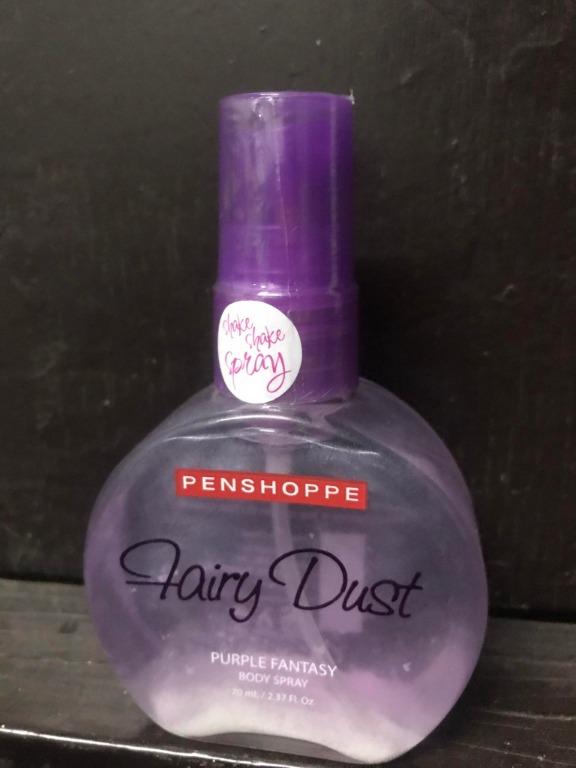 shake
shake
spray
PENSHOPPE
Fairy Dust
PURPLE FANTASY
BODY SPRAY
70 mL / 2.37 Fl. Oz